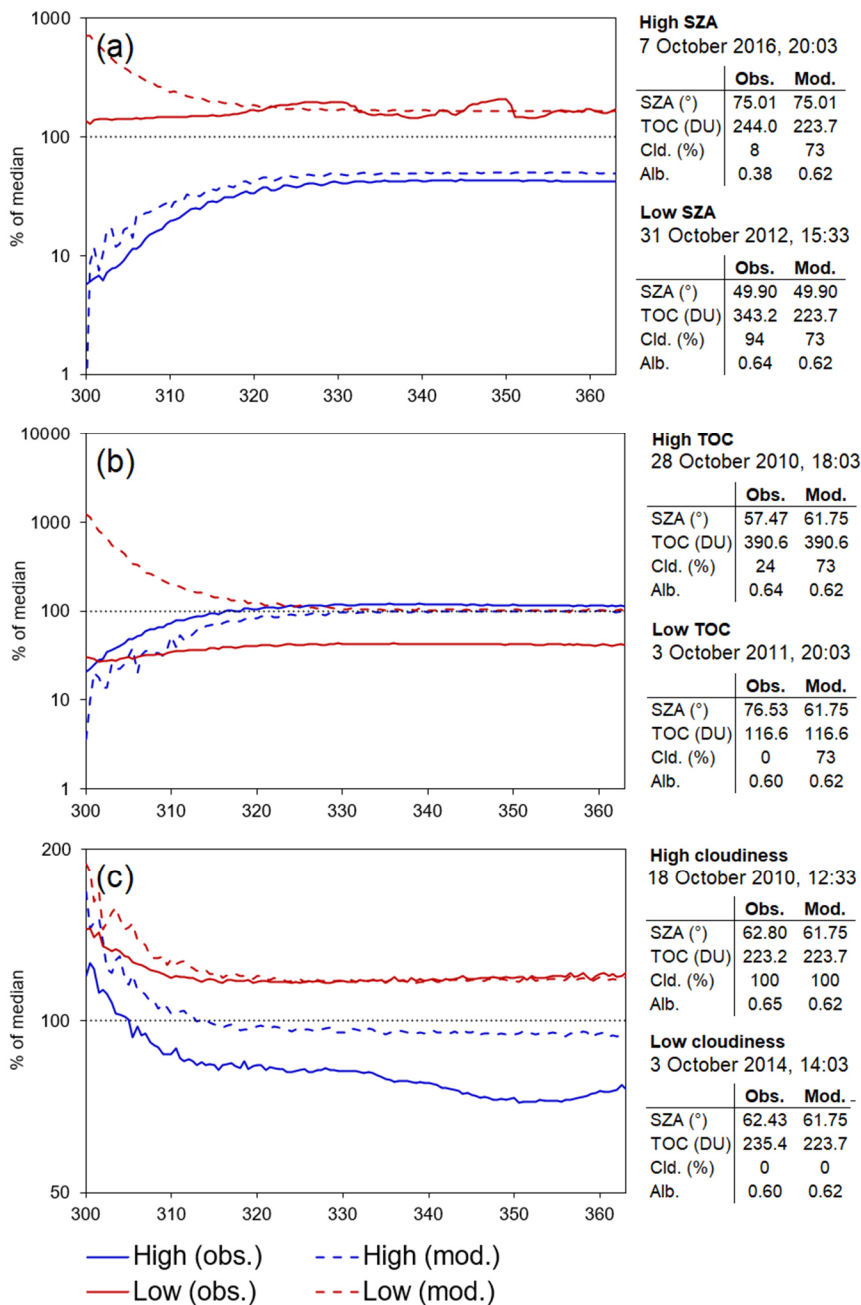 1000
100
10
1
% of median
(a)
300 310 320 330 340 350 360
High SZA
7 October 2016, 20:03
Obs. Mod.
SZA (°) 75.01 75.01
TOC (DU) 244.0 223.7
Cld. (%) 8 73
Alb. 0.38 0.62
Low SZA
31 October 2012, 15:33
Obs. Mod.
SZA (°) 49.90 49.90
TOC (DU) 343.2 223.7
Cld. (%) 94 73
Alb. 0.64 0.62
10000
1000
100
10
1
% of median
(b)
300 310 320 330 340 350 360
High TOC
28 October 2010, 18:03
Obs. Mod.
SZA (°) 57.47 61.75
TOC (DU) 390.6 390.6
Cld. (%) 24 73
Alb. 0.64 0.62
Low TOC
3 October 2011, 20:03
Obs. Mod.
SZA (°) 76.53 61.75
TOC (DU) 116.6 116.6
Cld. (%) 0 73
Alb. 0.60 0.62
200
100
50
% of median
(c)
300 310 320 330 340 350 360
High cloudiness
18 October 2010, 12:33
Obs. Mod.
SZA (°) 62.80 61.75
TOC (DU) 223.2 223.7
Cld. (%) 100 100
Alb. 0.65 0.62
Low cloudiness
3 October 2014, 14:03
Obs. Mod.
SZA (°) 62.43 61.75
TOC (DU) 235.4 223.7
Cld. (%) 0 0
Alb. 0.60 0.62
High (obs.) High (mod.)
Low (obs.) Low (mod.)